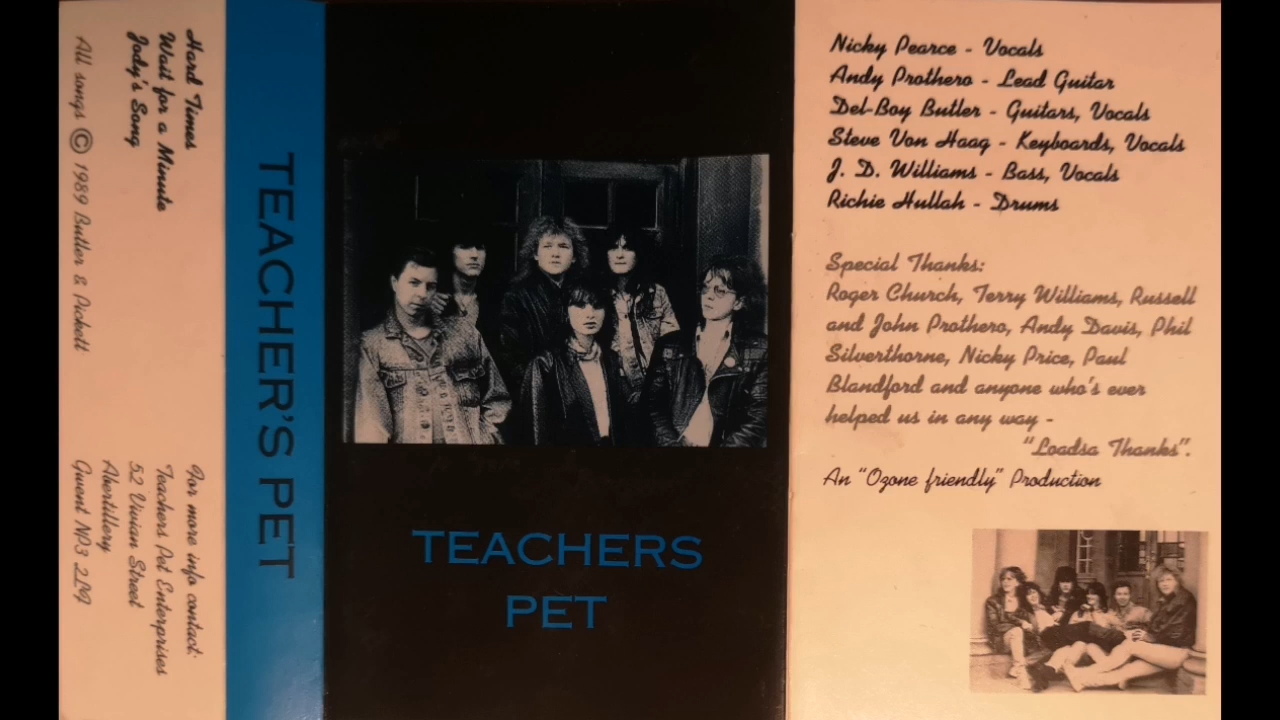 Hard Times
Wait for a Minute
Jody's Song
All songs © 1989 Butler & Pickett
For more info contact:
Teachers Pet Enterprises
52 Vivian Street
Abertillery
Gwent NP3 2LA
TEACHER'S PET
TEACHERS
PET
Nicky Pearce - Vocals
Andy Prothero - Lead Guitar
Del-Boy Butler - Guitars, Vocals
Steve Von Haag - Keyboards, Vocals
J. D. Williams - Bass, Vocals
Richie Hullah - Drums
Special Thanks:
Roger Church, Terry Williams, Russell
and John Prothero, Andy Davis, Phil
Silverthorne, Nicky Price, Paul
Blandford and anyone who's ever
helped us in any way -
"Loadsa Thanks".
An "Ozone friendly" Production